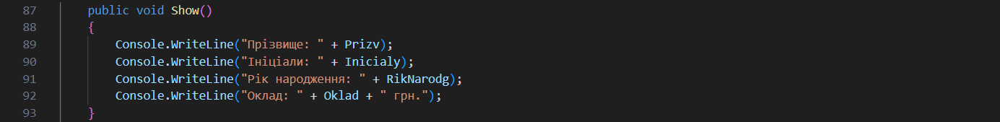 87 public void Show()
88 {
89 Console.WriteLine("Прізвище: " + Prizv);
90 Console.WriteLine("Ініціали: " + Inicialy);
91 Console.WriteLine("Рік народження: " + RikNarodg);
92 Console.WriteLine("Оклад: " + Oklad + " грн.");
93 }